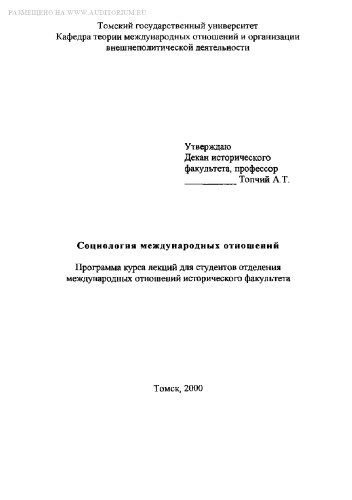 РАЗМЕЩЕНО НА WWW.AUDITORIUM.RU
Томский государственный университет
Кафедра теории международных отношений и организации
внешнеполитической деятельности
Утверждаю
Декан исторического
факультета, профессор
__________ Топчий А.Т.
Социология международных отношений
Программа курса лекций для студентов отделения
международных отношений исторического факультета
Томск, 2000